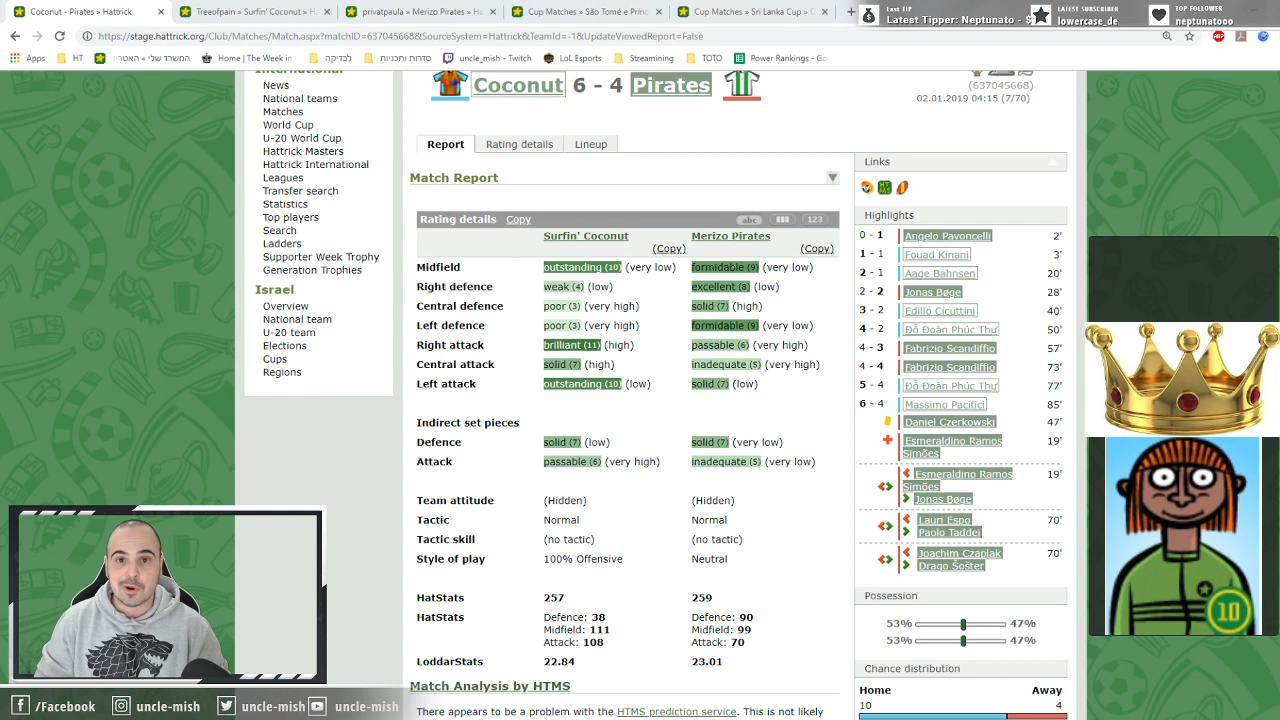 Coconut - Pirates » Hattrick
Treeofpain » Surfin' Coconut » H
privatpaula » Merizo Pirates » Ha
Cup Matches » São Tomé e Prínc
Cup Matches » Sri Lanka Cup » C
Last TIP
Latest Tipper: Neptunato - $
Last SUBSCRIBER
lowercase_de
TOP FOLLOWER
neptunatooo
https://stage.hattrick.org/Club/Matches/Match.aspx?matchID=637045668&SourceSystem=Hattrick&TeamId=-1&UpdateViewedReport=False
Apps
HT
המשרד שלי » האטריק
Home | The Week in
לבדיקה
סדרות ותכניות
uncle_mish - Twitch
LoL Esports
Streaming
TOTO
Power Rankings - Go
International
News
National teams
Matches
World Cup
U-20 World Cup
Hattrick Masters
Hattrick International
Leagues
Transfer search
Statistics
Top players
Search
Ladders
Supporter Week Trophy
Generation Trophies
Israel
Overview
National team
U-20 team
Elections
Cups
Regions
Coconut 6 - 4 Pirates
(637045668)
02.01.2019 04:15 (7/70)
Report
Rating details
Lineup
Match Report
Rating details Copy abc 123
Surfin' Coconut Merizo Pirates
(Copy) (Copy)
Midfield outstanding (10) (very low) formidable (9) (very low)
Right defence weak (4) (low) excellent (8) (low)
Central defence poor (3) (very high) solid (7) (high)
Left defence poor (3) (very high) formidable (9) (very low)
Right attack brilliant (11) (high) passable (6) (very high)
Central attack solid (7) (high) inadequate (5) (very high)
Left attack outstanding (10) (low) solid (7) (low)
Indirect set pieces
Defence solid (7) (low) solid (7) (very low)
Attack passable (6) (very high) inadequate (5) (very low)
Team attitude (Hidden) (Hidden)
Tactic Normal Normal
Tactic skill (no tactic) (no tactic)
Style of play 100% Offensive Neutral
HatStats 257 259
HatStats Defence: 38 Defence: 90
Midfield: 111 Midfield: 99
Attack: 108 Attack: 70
LoddarStats 22.84 23.01
Match Analysis by HTMS
There appears to be a problem with the HTMS prediction service. This is not likely
Links
Highlights
0 - 1 Angelo Pavoncelli 2'
1 - 1 Fouad Kinani 3'
2 - 1 Aage Bahnsen 20'
2 - 2 Jonas Bøge 28'
3 - 2 Edilio Cicuttini 40'
4 - 2 Đỗ Đoàn Phúc Thự 50'
4 - 3 Fabrizio Scandiffio 57'
4 - 4 Fabrizio Scandiffio 73'
5 - 4 Đỗ Đoàn Phúc Thự 77'
6 - 4 Massimo Pacifici 85'
Daniel Czerkowski 47'
Esmeraldino Ramos Simões 19'
Esmeraldino Ramos Simões 19'
Jonas Bøge
Lauri Espo 70'
Paolo Taddei
Joachim Czaplak 70'
Drago Šošter
Possession
53% 47%
53% 47%
Chance distribution
Home Away
10 4
10
/Facebook
uncle-mish
uncle-mish
uncle-mish